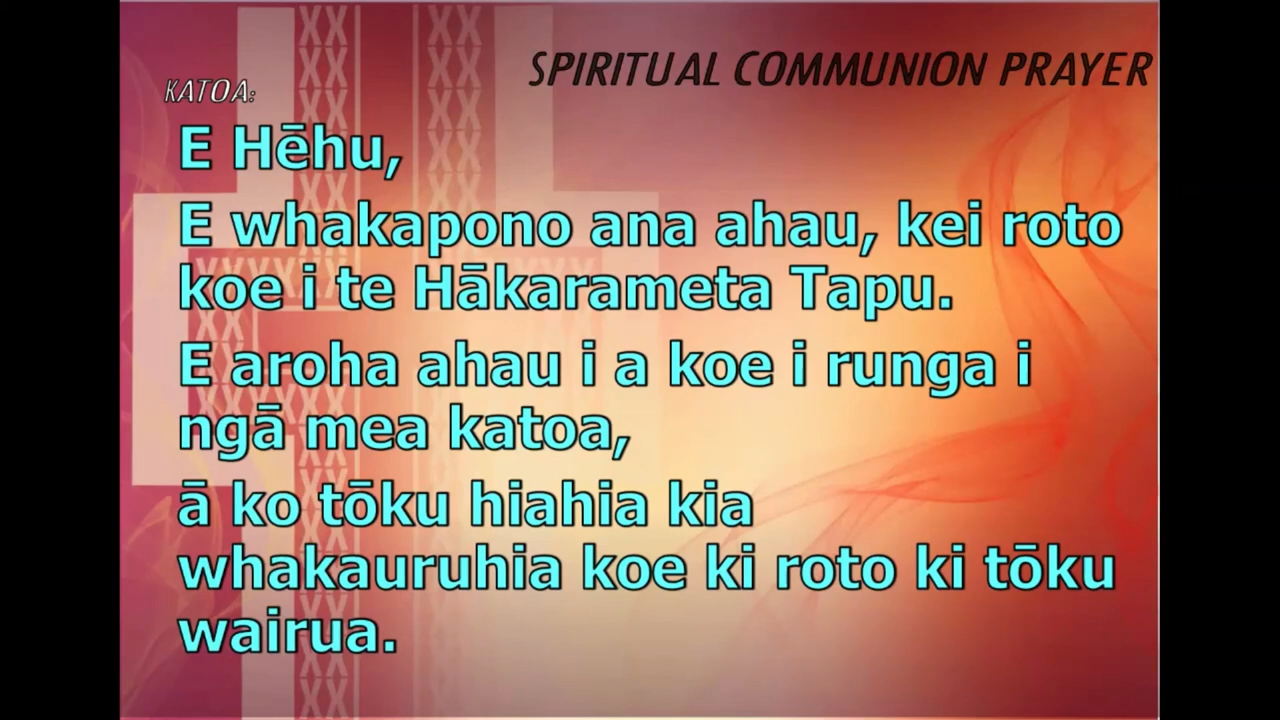 SPIRITUAL COMMUNION PRAYER
KATOA:
E Hēhu,
E whakapono ana ahau, kei roto
koe i te Hākarameta Tapu.
E aroha ahau i a koe i runga i
ngā mea katoa,
ā ko tōku hiahia kia
whakauruhia koe ki roto ki tōku
wairua.